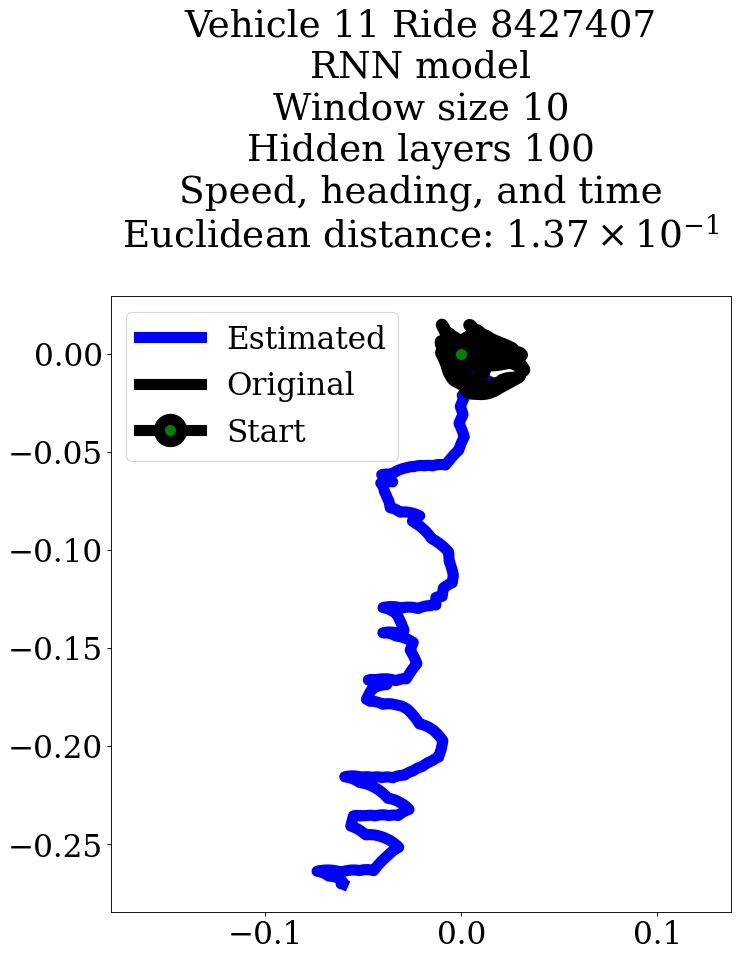 Vehicle 11 Ride 8427407
RNN model
Window size 10
Hidden layers 100
Speed, heading, and time
Euclidean distance: 1.37 × 10⁻¹
Estimated
Original
Start
0.00
−0.05
−0.10
−0.15
−0.20
−0.25
−0.1 0.0 0.1